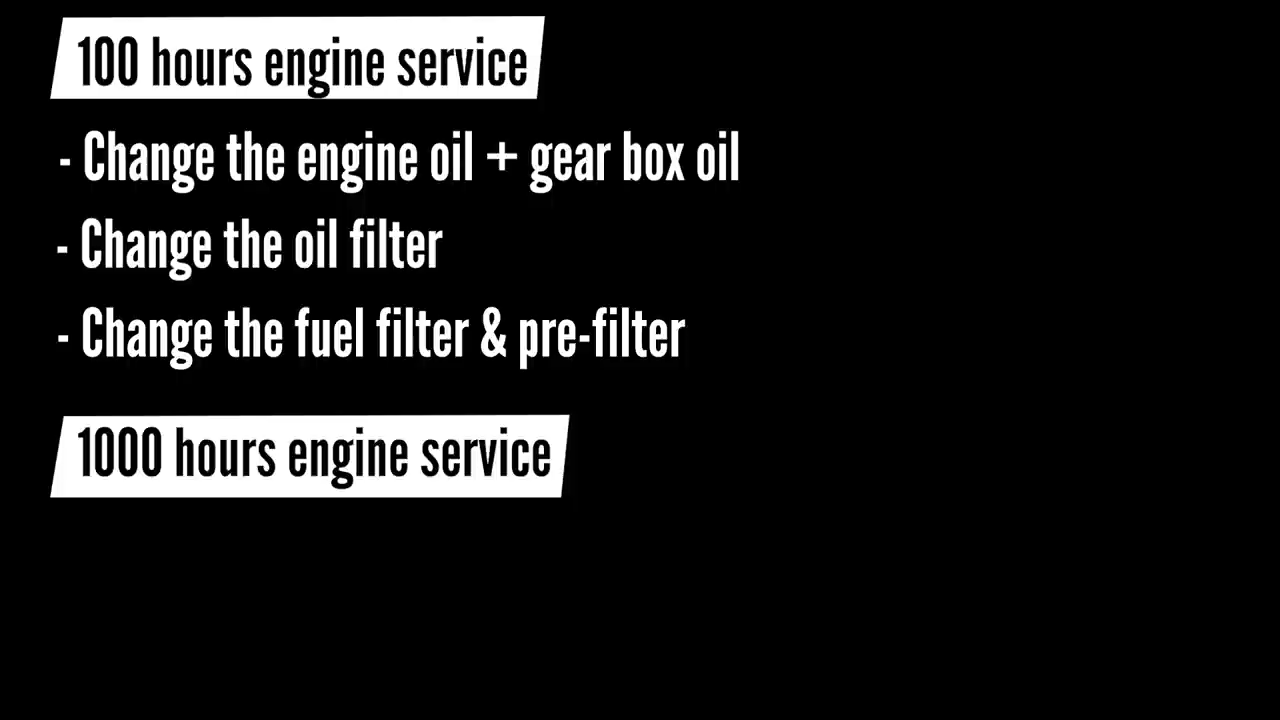 100 hours engine service
- Change the engine oil + gear box oil
- Change the oil filter
- Change the fuel filter & pre-filter
1000 hours engine service